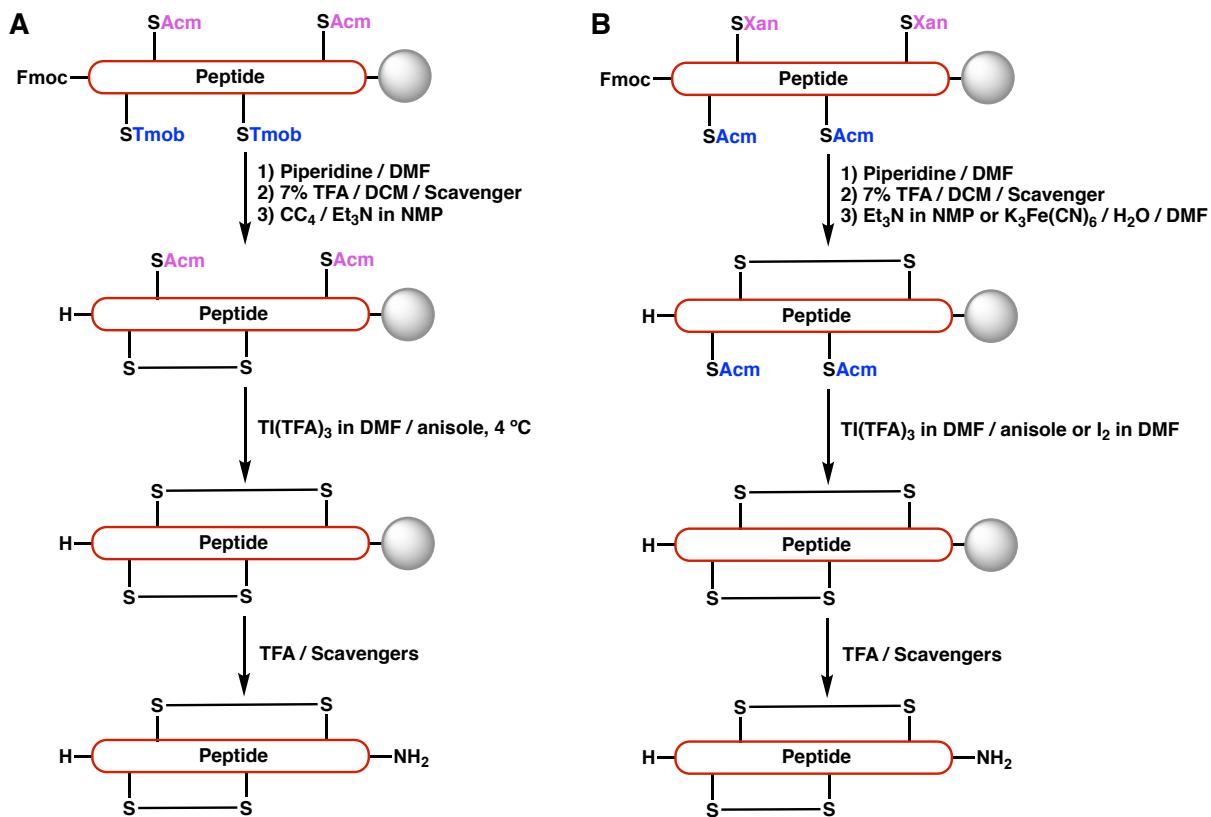 A
SAcm SAcm
Fmoc Peptide
STmob STmob
1) Piperidine / DMF
2) 7% TFA / DCM / Scavenger
3) CC₄ / Et₃N in NMP
SAcm SAcm
H Peptide
S S
Tl(TFA)₃ in DMF / anisole, 4 °C
S S
H Peptide
S S
TFA / Scavengers
S S
H Peptide NH₂
S S
B
SXan SXan
Fmoc Peptide
SAcm SAcm
1) Piperidine / DMF
2) 7% TFA / DCM / Scavenger
3) Et₃N in NMP or K₃Fe(CN)₆ / H₂O / DMF
S S
H Peptide
SAcm SAcm
Tl(TFA)₃ in DMF / anisole or I₂ in DMF
S S
H Peptide
S S
TFA / Scavengers
S S
H Peptide NH₂
S S